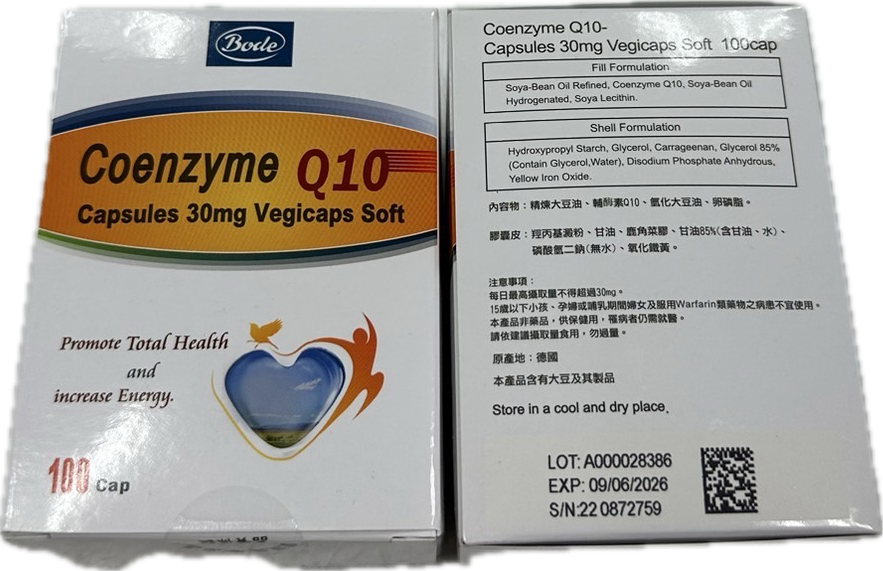 Bode
Coenzyme Q10
Capsules 30mg Vegicaps Soft
Promote Total Health
and
increase Energy.
100 Cap
Coenzyme Q10-
Capsules 30mg Vegicaps Soft 100cap
Fill Formulation
Soya-Bean Oil Refined, Coenzyme Q10, Soya-Bean Oil
Hydrogenated, Soya Lecithin.
Shell Formulation
Hydroxypropyl Starch, Glycerol, Carrageenan, Glycerol 85%
(Contain Glycerol,Water), Disodium Phosphate Anhydrous,
Yellow Iron Oxide.
內容物：精煉大豆油、輔酵素Q10、氫化大豆油、卵磷脂。
膠囊皮：羥丙基澱粉、甘油、鹿角菜膠、甘油85%(含甘油、水)、
磷酸氫二鈉(無水)、氧化鐵黃。
注意事項：
每日最高攝取量不得超過30mg。
15歲以下小孩、孕婦或哺乳期間婦女及服用Warfarin類藥物之病患不宜使用。
本產品非藥品，供保健用，罹病者仍需就醫。
請依建議攝取量食用，勿過量。
原產地：德國
本產品含有大豆及其製品
Store in a cool and dry place.
LOT: A000028386
EXP: 09/06/2026
S/N:22 0872759